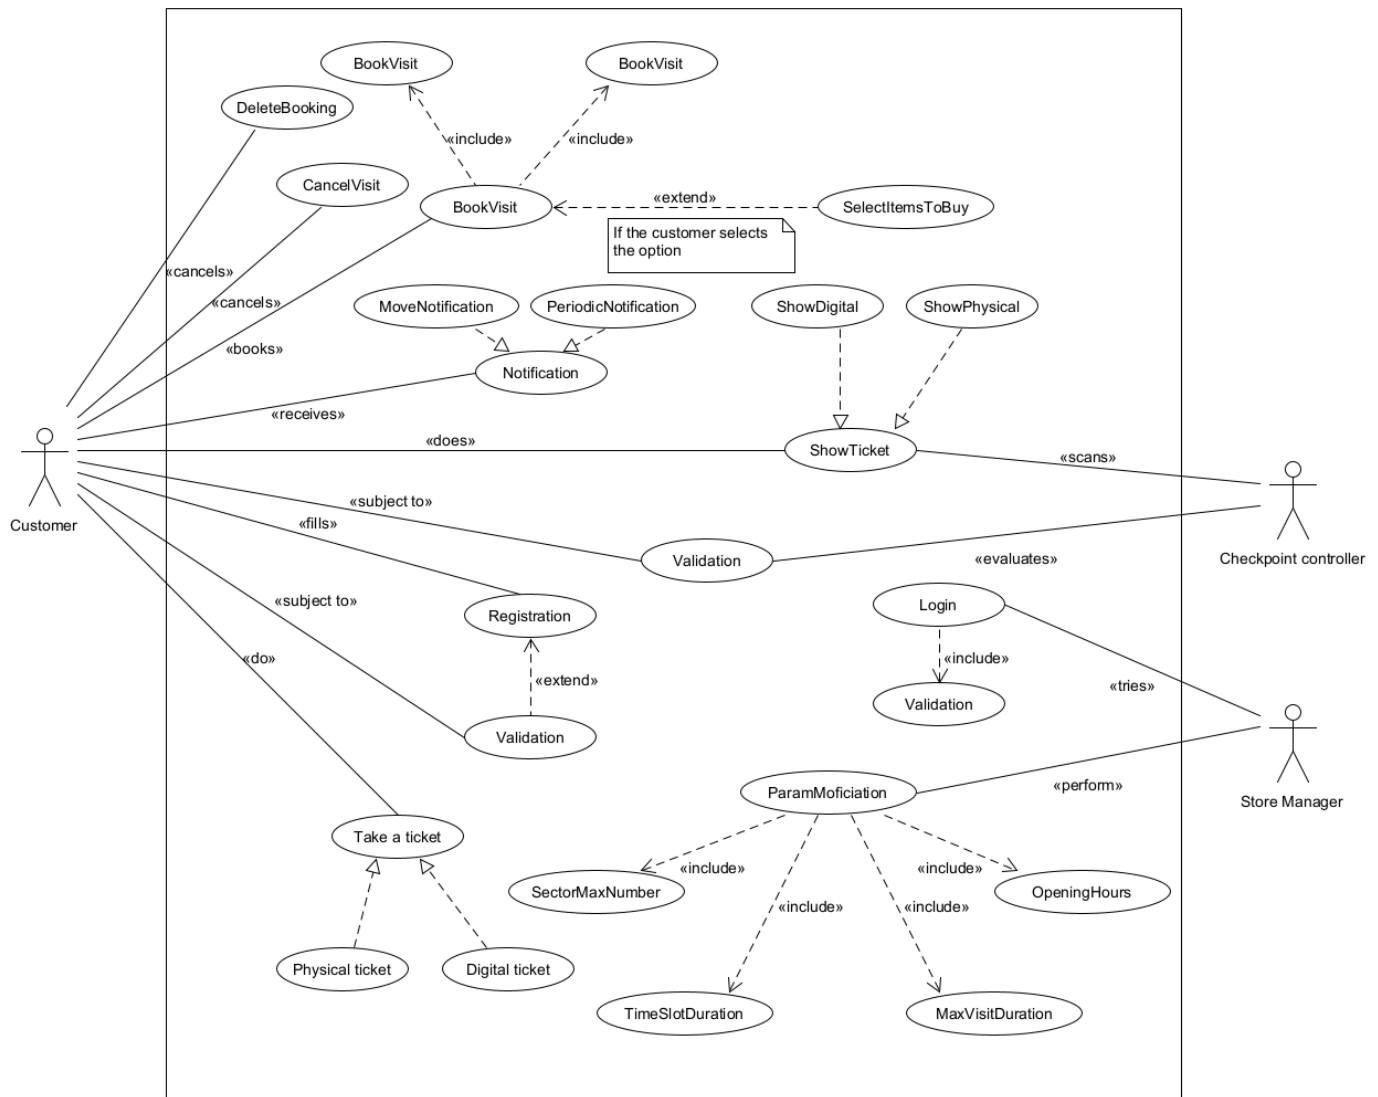 BookVisit
BookVisit
DeleteBooking
«include»
«include»
CancelVisit
BookVisit
«extend»
SelectItemsToBuy
If the customer selects
the option
«cancels»
«cancels»
MoveNotification
PeriodicNotification
ShowDigital
ShowPhysical
«books»
Notification
«receives»
«does»
ShowTicket
«scans»
Customer
«subject to»
«fills»
Validation
«evaluates»
Checkpoint controller
«subject to»
Registration
Login
«do»
«extend»
«include»
«tries»
Validation
Validation
ParamMoficiation
«perform»
Store Manager
Take a ticket
«include»
«include»
SectorMaxNumber
OpeningHours
«include»
«include»
Physical ticket
Digital ticket
TimeSlotDuration
MaxVisitDuration